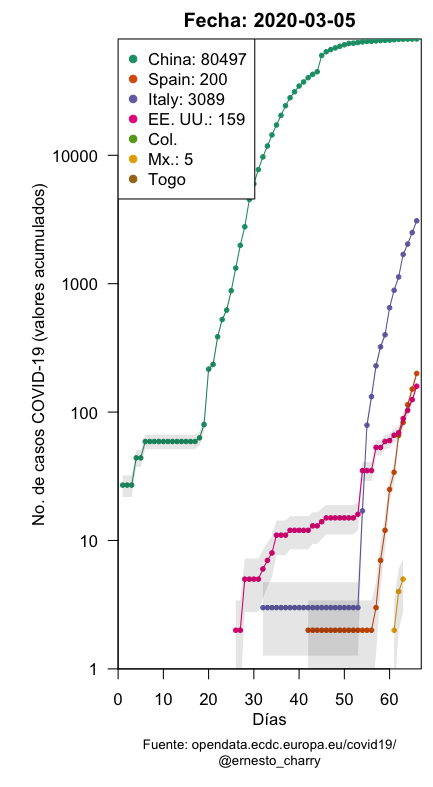 Fecha: 2020-03-05
China: 80497
Spain: 200
Italy: 3089
EE. UU.: 159
Col.
Mx.: 5
Togo
No. de casos COVID-19 (valores acumulados)
10000
1000
100
10
1
0 10 20 30 40 50 60
Días
Fuente: opendata.ecdc.europa.eu/covid19/
@ernesto_charry